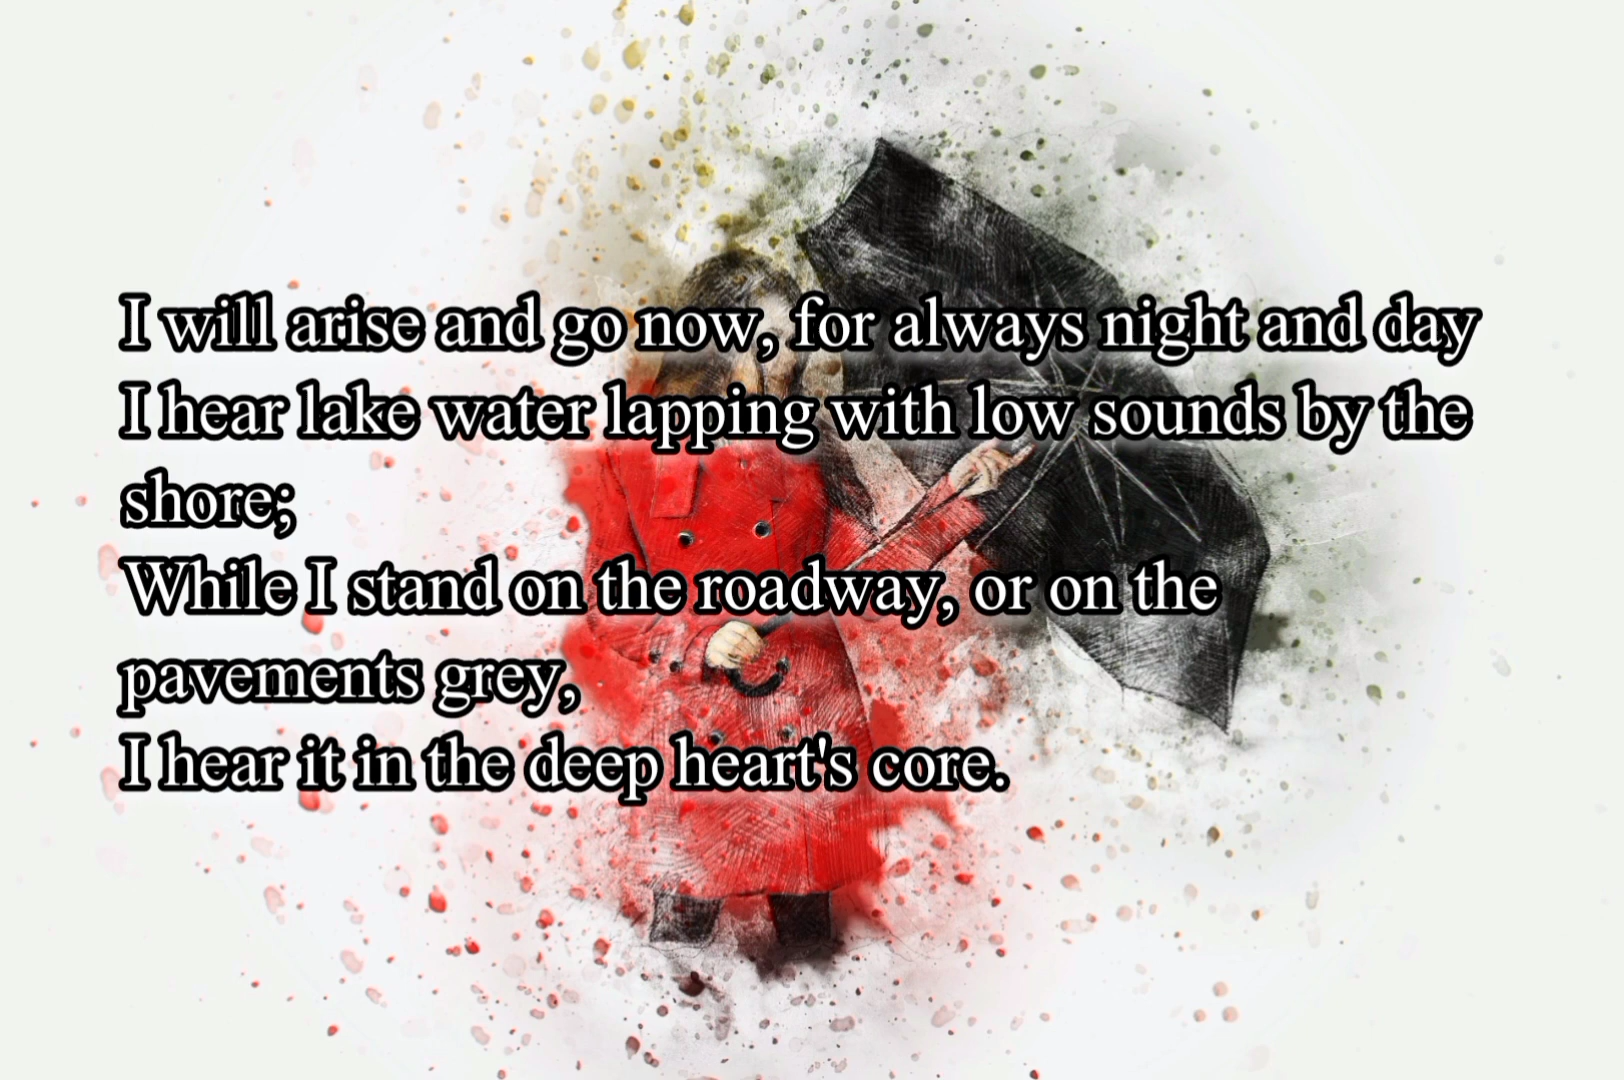 I will arise and go now, for always night and day
I hear lake water lapping with low sounds by the
shore;
While I stand on the roadway, or on the
pavements grey,
I hear it in the deep heart's core.